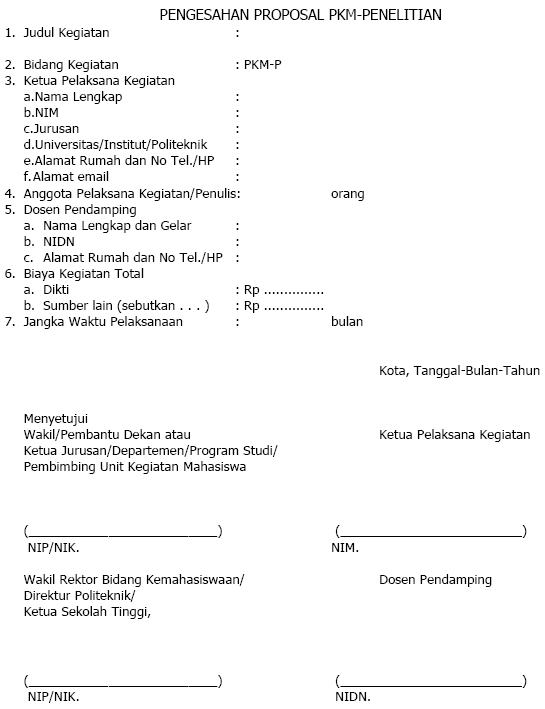 PENGESAHAN PROPOSAL PKM-PENELITIAN
1. Judul Kegiatan :
2. Bidang Kegiatan : PKM-P
3. Ketua Pelaksana Kegiatan
a.Nama Lengkap :
b.NIM :
c.Jurusan :
d.Universitas/Institut/Politeknik :
e.Alamat Rumah dan No Tel./HP :
f.Alamat email :
4. Anggota Pelaksana Kegiatan/Penulis: orang
5. Dosen Pendamping
a. Nama Lengkap dan Gelar :
b. NIDN :
c. Alamat Rumah dan No Tel./HP :
6. Biaya Kegiatan Total
a. Dikti : Rp ...............
b. Sumber lain (sebutkan . . . ) : Rp ...............
7. Jangka Waktu Pelaksanaan : bulan
Kota, Tanggal-Bulan-Tahun
Menyetujui
Wakil/Pembantu Dekan atau Ketua Pelaksana Kegiatan
Ketua Jurusan/Departemen/Program Studi/
Pembimbing Unit Kegiatan Mahasiswa
(________________________) (_______________________)
NIP/NIK. NIM.
Wakil Rektor Bidang Kemahasiswaan/ Dosen Pendamping
Direktur Politeknik/
Ketua Sekolah Tinggi,
(________________________) (_______________________)
NIP/NIK. NIDN.